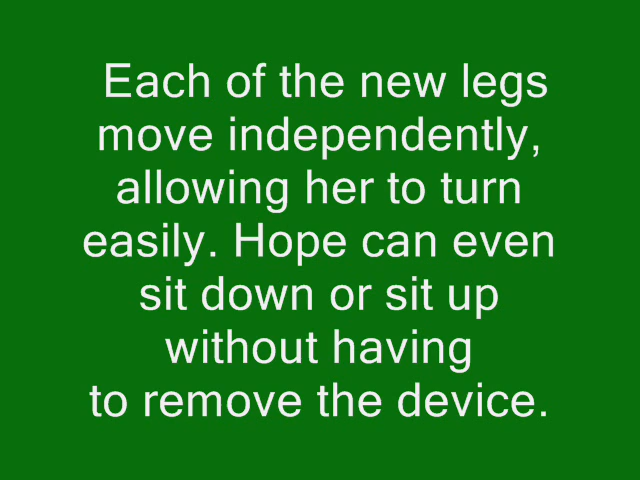 Each of the new legs
move independently,
allowing her to turn
easily. Hope can even
sit down or sit up
without having
to remove the device.